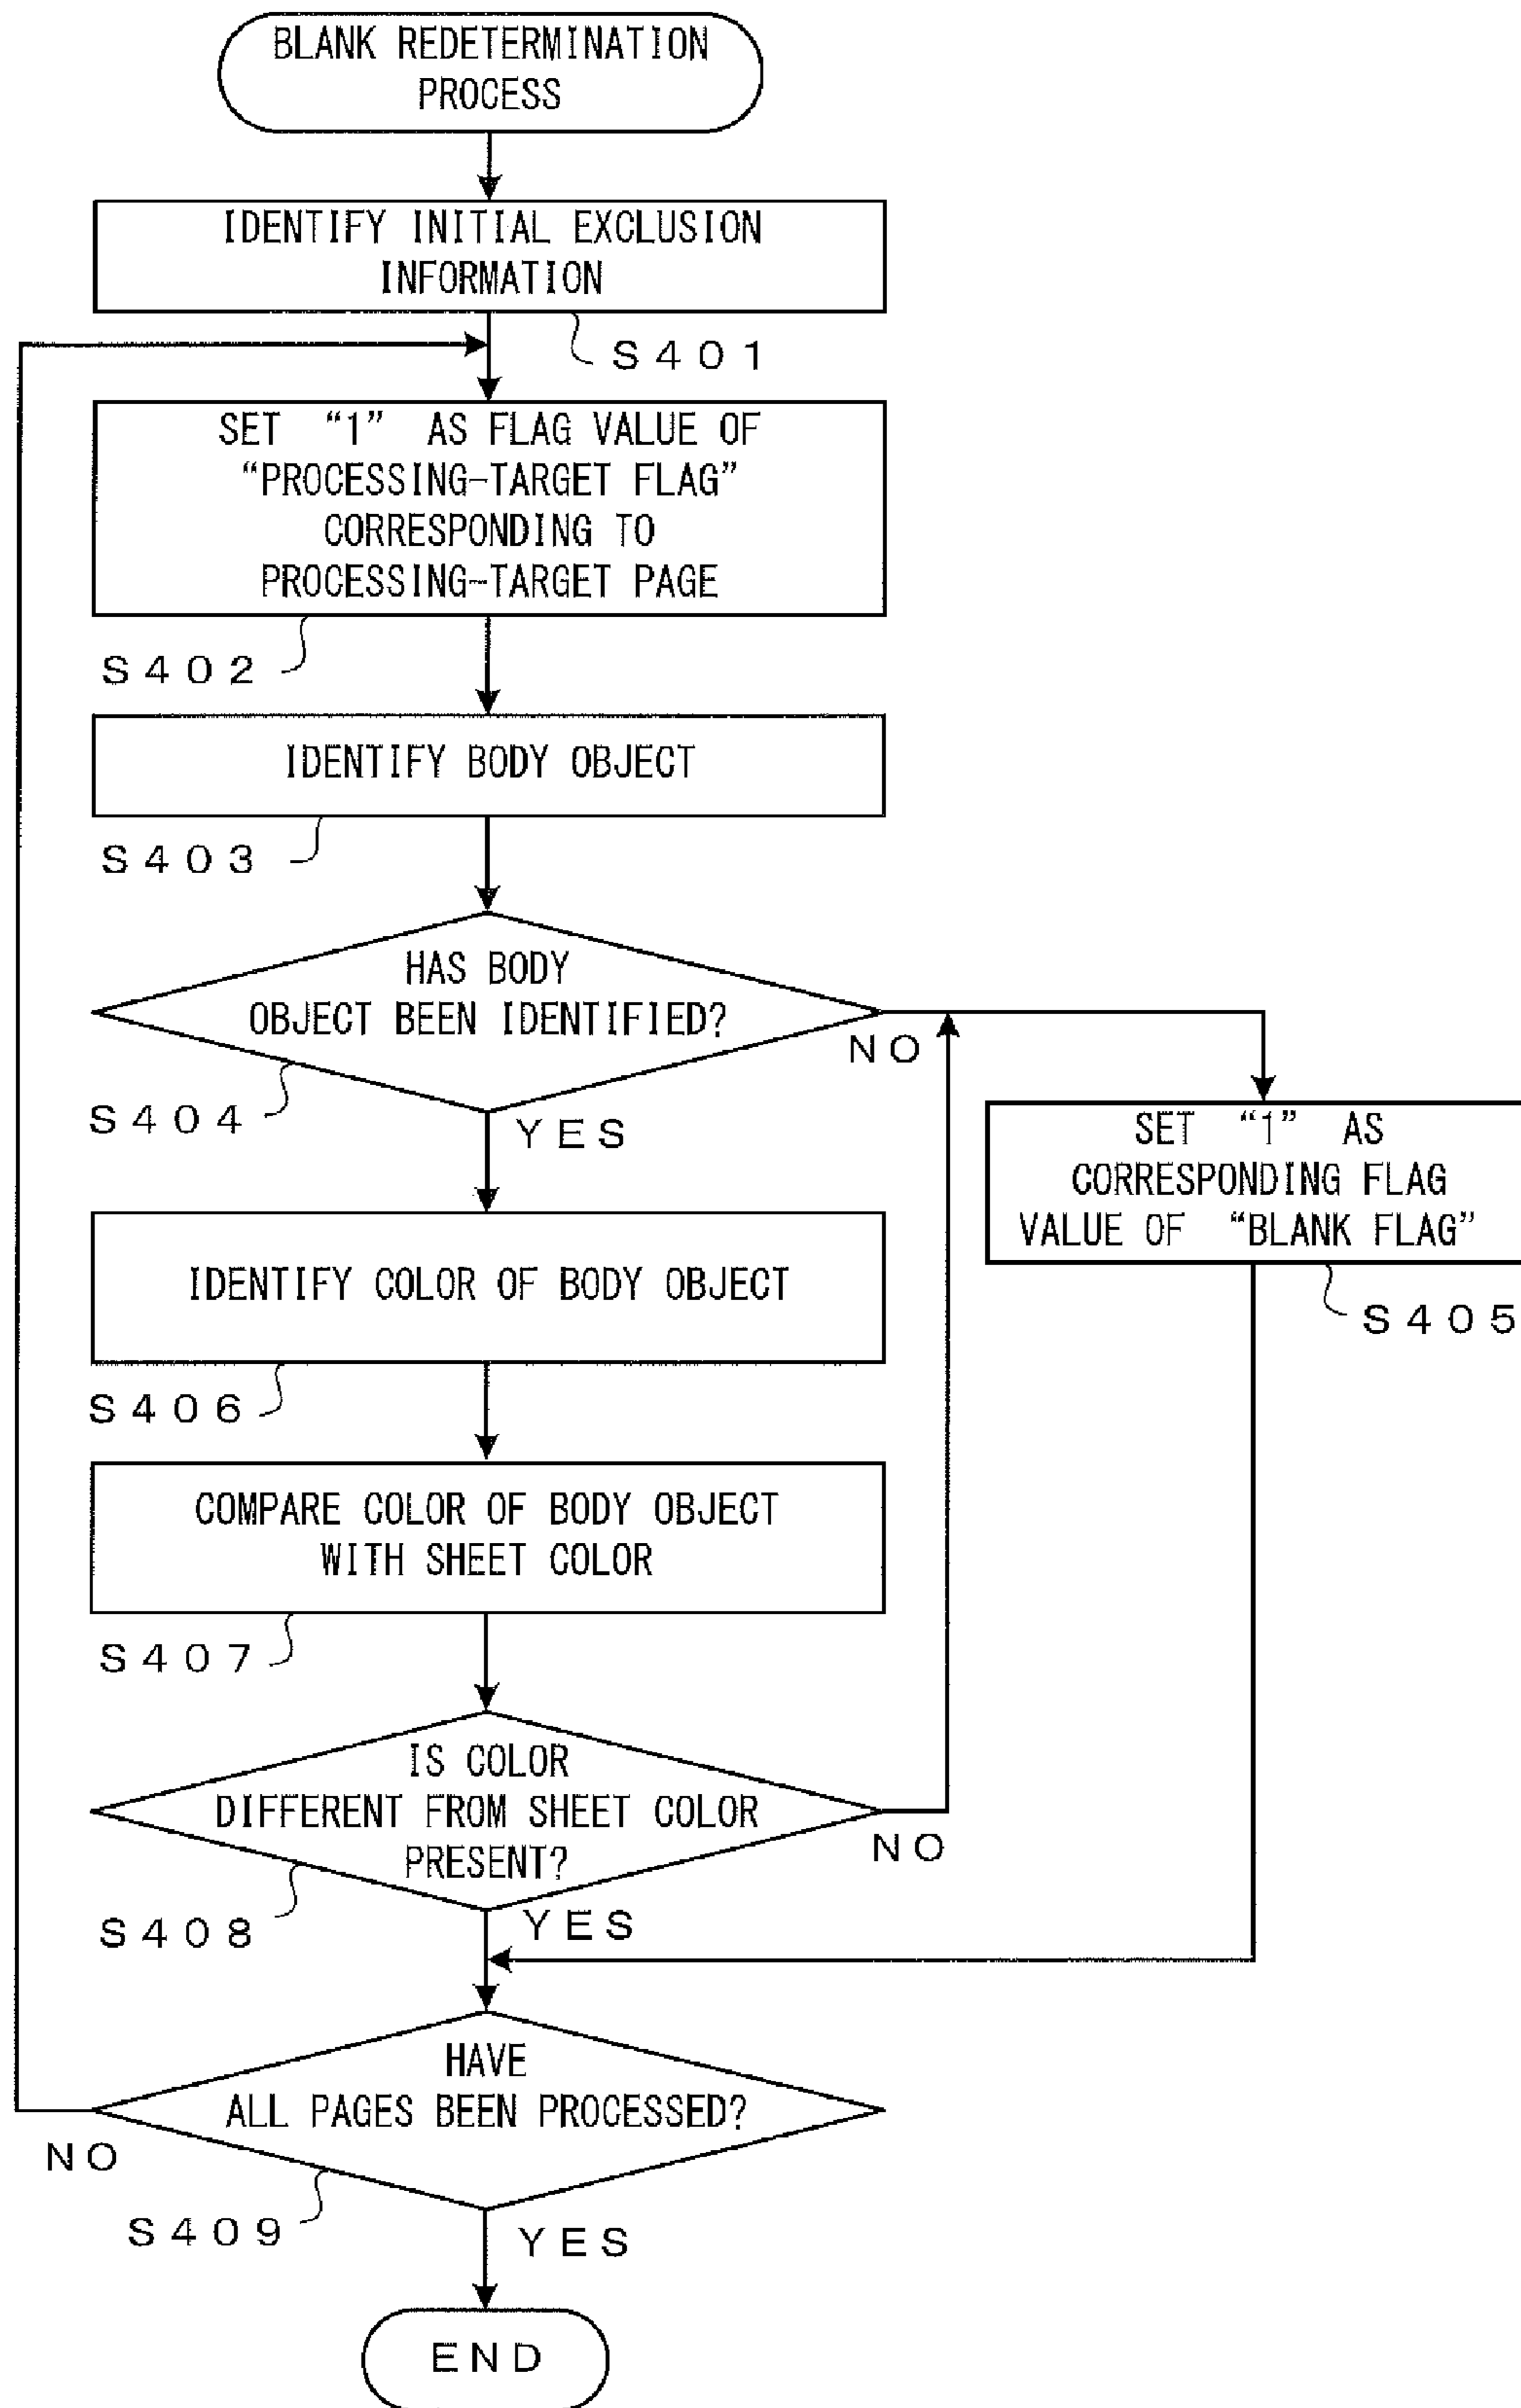 BLANK REDETERMINATION
PROCESS
IDENTIFY INITIAL EXCLUSION
INFORMATION
S401
SET “1” AS FLAG VALUE OF
“PROCESSING-TARGET FLAG”
CORRESPONDING TO
PROCESSING-TARGET PAGE
S402
IDENTIFY BODY OBJECT
S403
HAS BODY
OBJECT BEEN IDENTIFIED?
NO
S404
YES
SET “1” AS
CORRESPONDING FLAG
VALUE OF “BLANK FLAG”
S405
IDENTIFY COLOR OF BODY OBJECT
S406
COMPARE COLOR OF BODY OBJECT
WITH SHEET COLOR
S407
IS COLOR
DIFFERENT FROM SHEET COLOR
PRESENT?
NO
S408
YES
HAVE
ALL PAGES BEEN PROCESSED?
NO
S409
YES
END